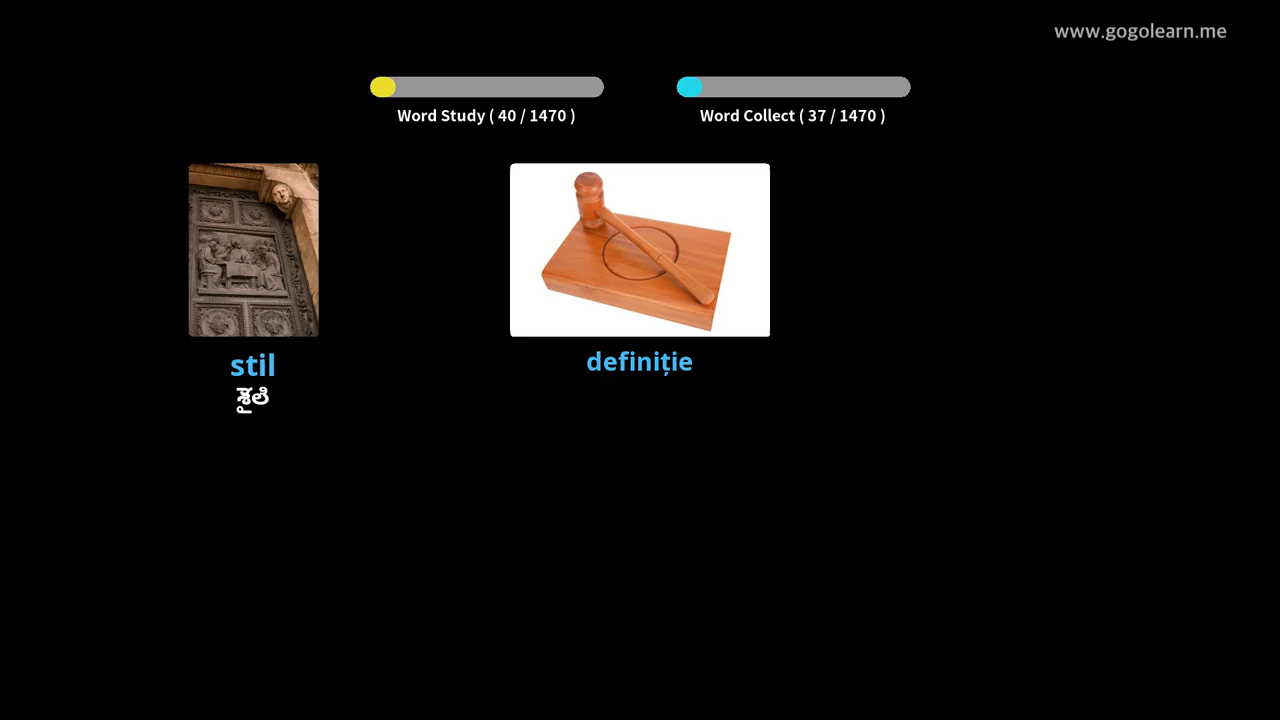 www.gogolearn.me
Word Study ( 40 / 1470 )
Word Collect ( 37 / 1470 )
stil
ಶೈಲಿ
definiție